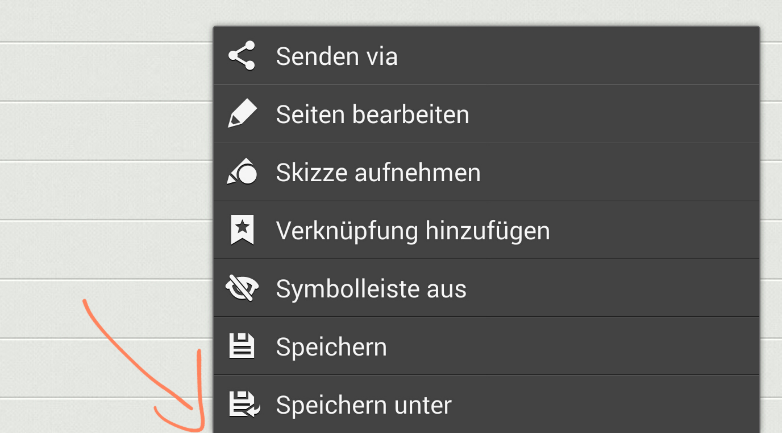 Senden via
Seiten bearbeiten
Skizze aufnehmen
Verknüpfung hinzufügen
Symbolleiste aus
Speichern
Speichern unter